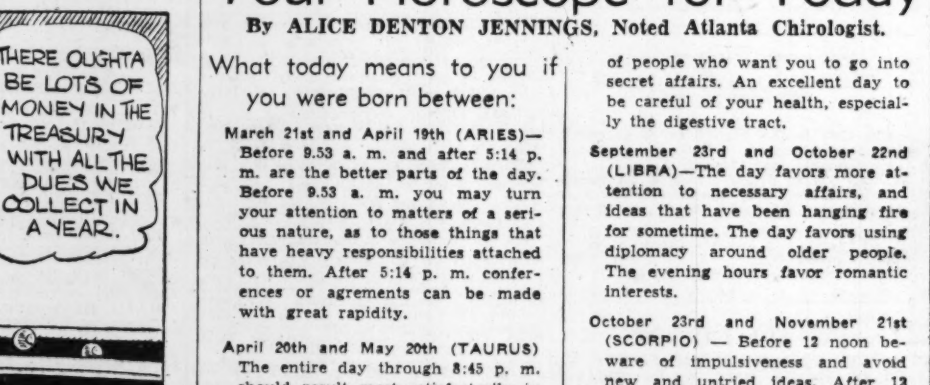 THERE OUGHTA
BE LOTS OF
MONEY IN THE
TREASURY
WITH ALL THE
DUES WE
COLLECT IN
A YEAR.
Your Horoscope for Today
By ALICE DENTON JENNINGS, Noted Atlanta Chirologist.
What today means to you if
you were born between:
March 21st and April 19th (ARIES)—
Before 9.53 a. m. and after 5:14 p.
m. are the better parts of the day.
Before 9.53 a. m. you may turn
your attention to matters of a seri-
ous nature, as to those things that
have heavy responsibilities attached
to them. After 5:14 p. m. confer-
ences or agrements can be made
with great rapidity.
April 20th and May 20th (TAURUS)
The entire day through 8:45 p. m.
of people who want you to go into
secret affairs. An excellent day to
be careful of your health, especial-
ly the digestive tract.
September 23rd and October 22nd
(LIBRA)—The day favors more at-
tention to necessary affairs, and
ideas that have been hanging fire
for sometime. The day favors using
diplomacy around older people.
The evening hours favor romantic
interests.
October 23rd and November 21st
(SCORPIO) — Before 12 noon be-
ware of impulsiveness and avoid
new and untried ideas. After 12